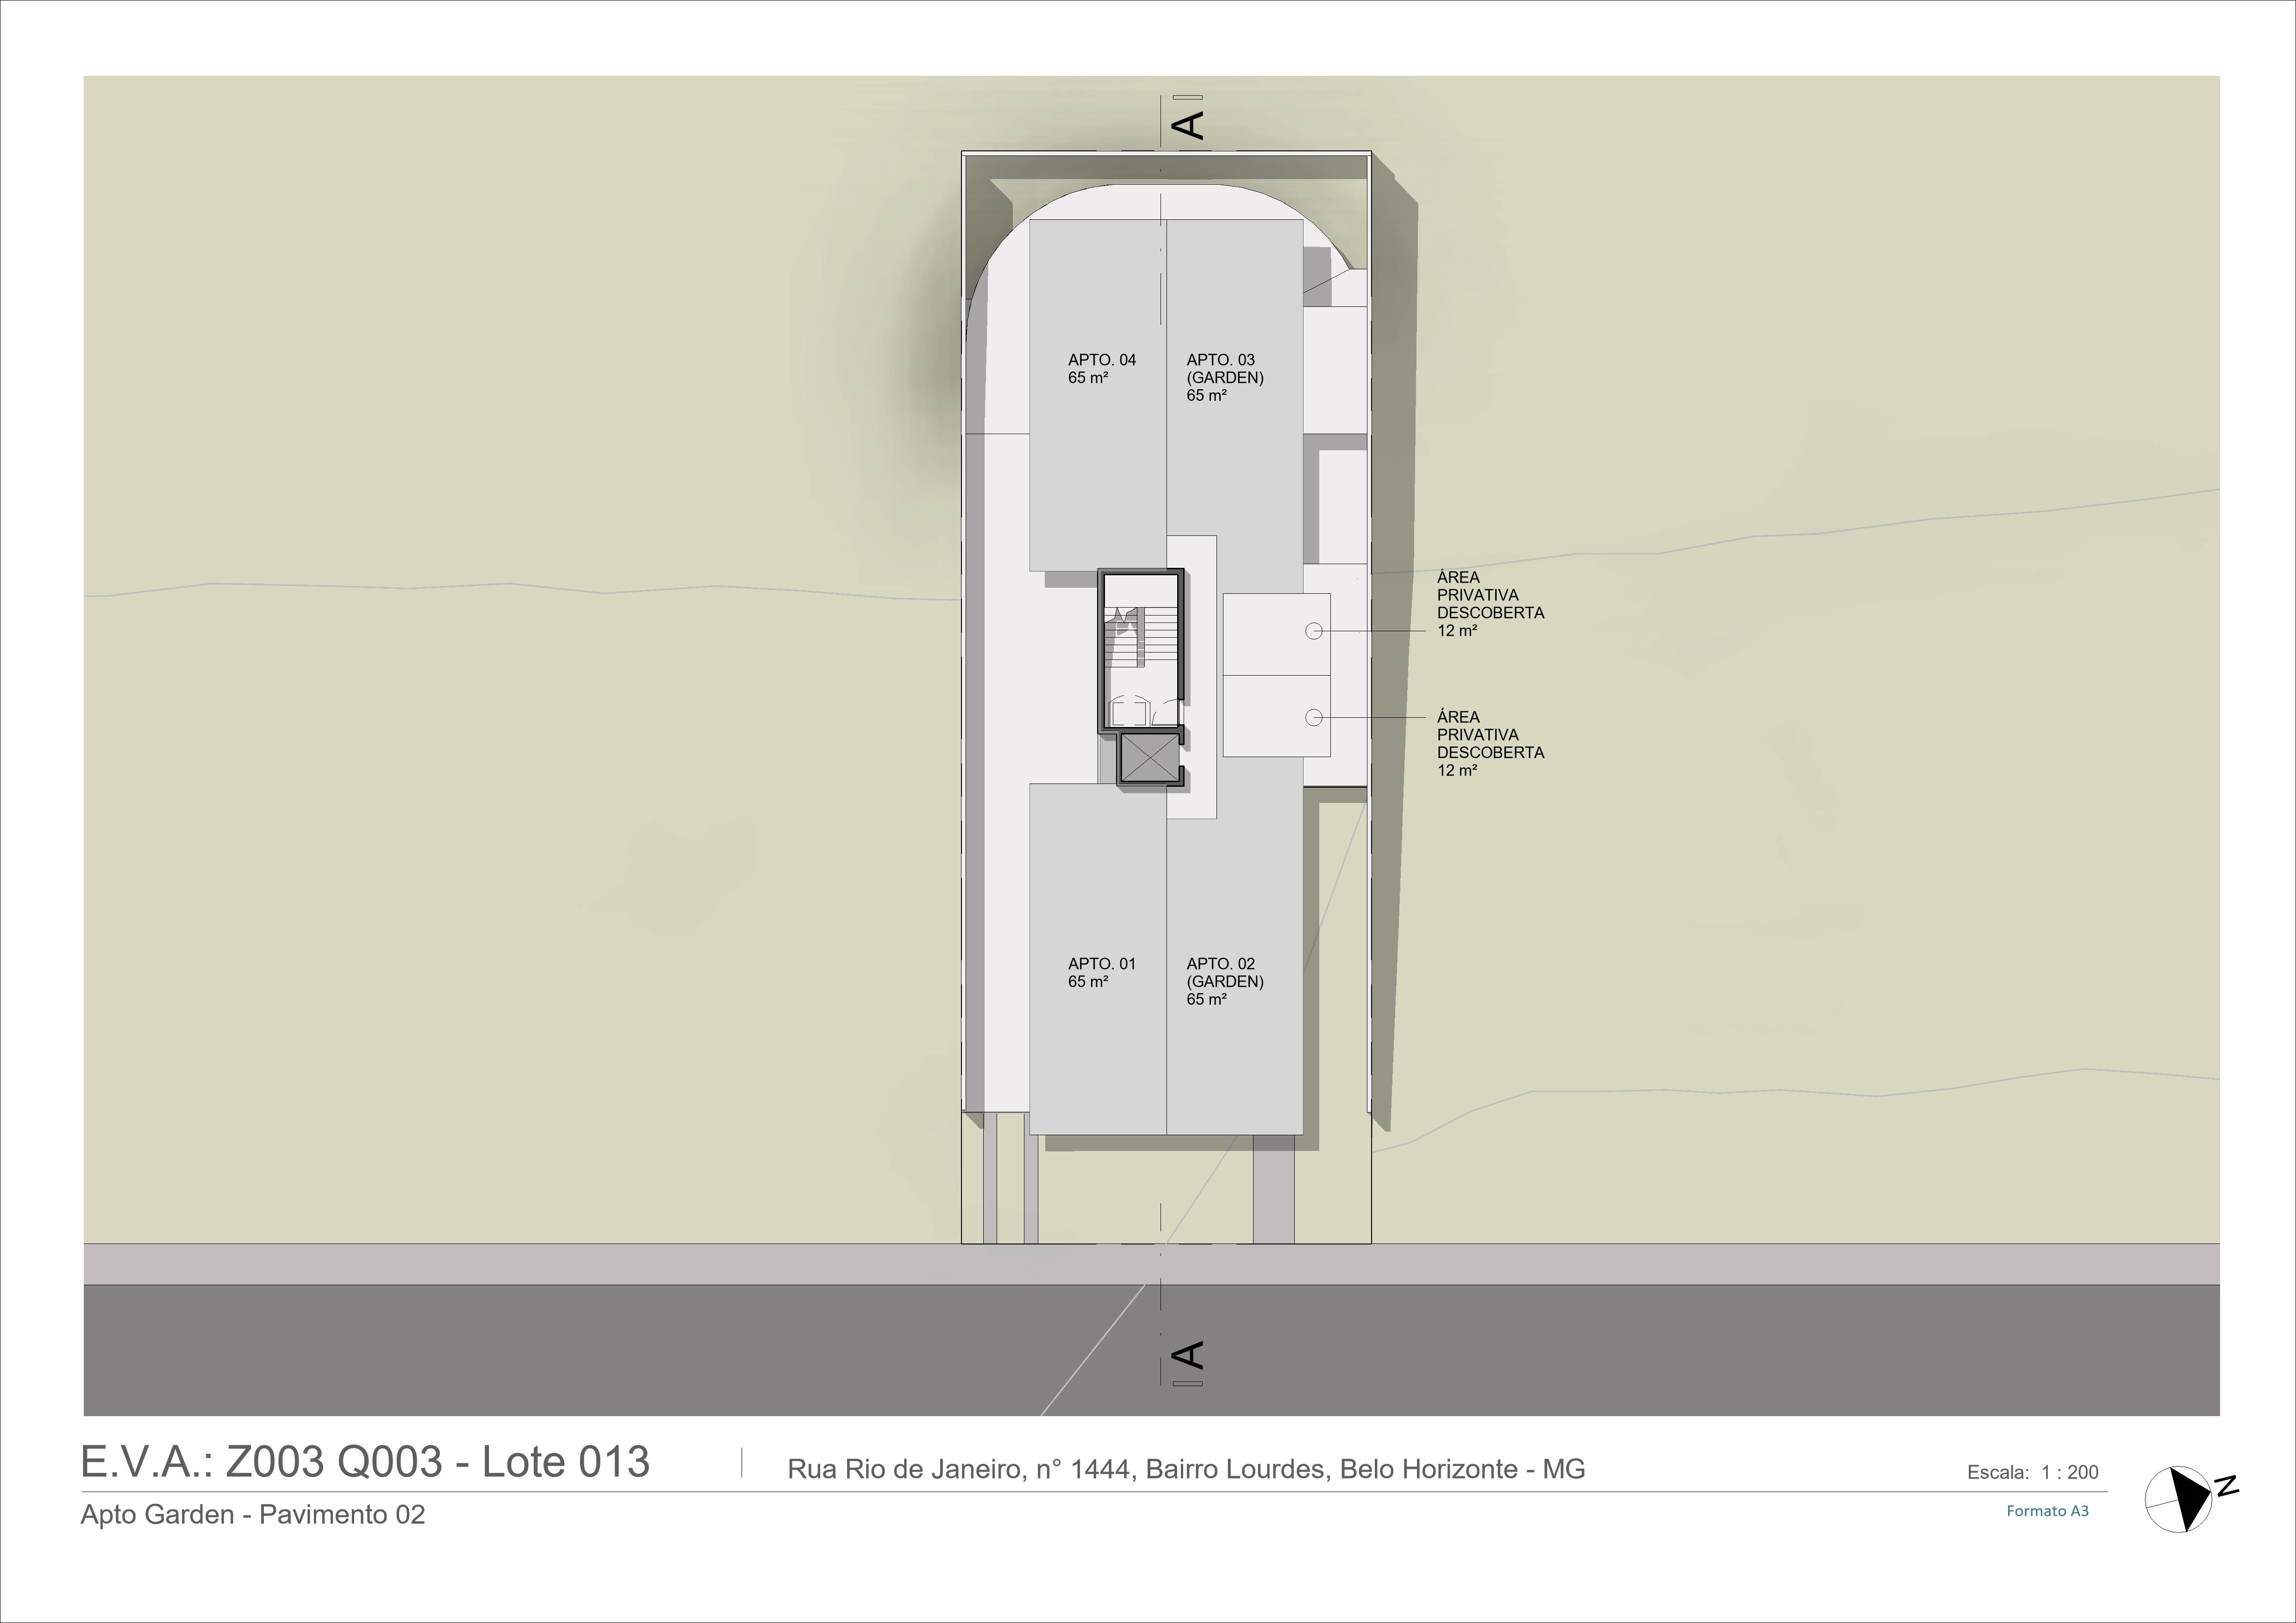 A
APTO. 04
65 m²
APTO. 03
(GARDEN)
65 m²
ÁREA
PRIVATIVA
DESCOBERTA
12 m²
ÁREA
PRIVATIVA
DESCOBERTA
12 m²
APTO. 01
65 m²
APTO. 02
(GARDEN)
65 m²
A
E.V.A.: Z003 Q003 - Lote 013
Rua Rio de Janeiro, n° 1444, Bairro Lourdes, Belo Horizonte - MG
Escala: 1 : 200
N
Apto Garden - Pavimento 02
Formato A3